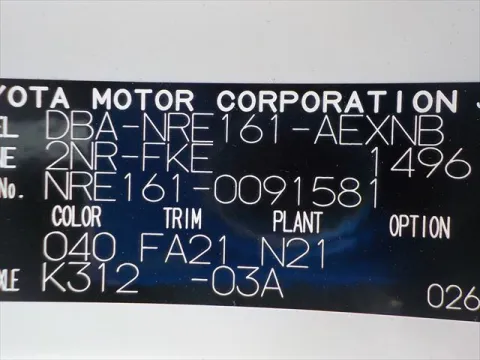 YOTA MOTOR CORPORATION J
EL DBA-NRE161-AEXNB
NE 2NR-FKE 1496
No. NRE161-0091581
COLOR TRIM PLANT OPTION
040 FA21 N21
XLE K312 -03A
026